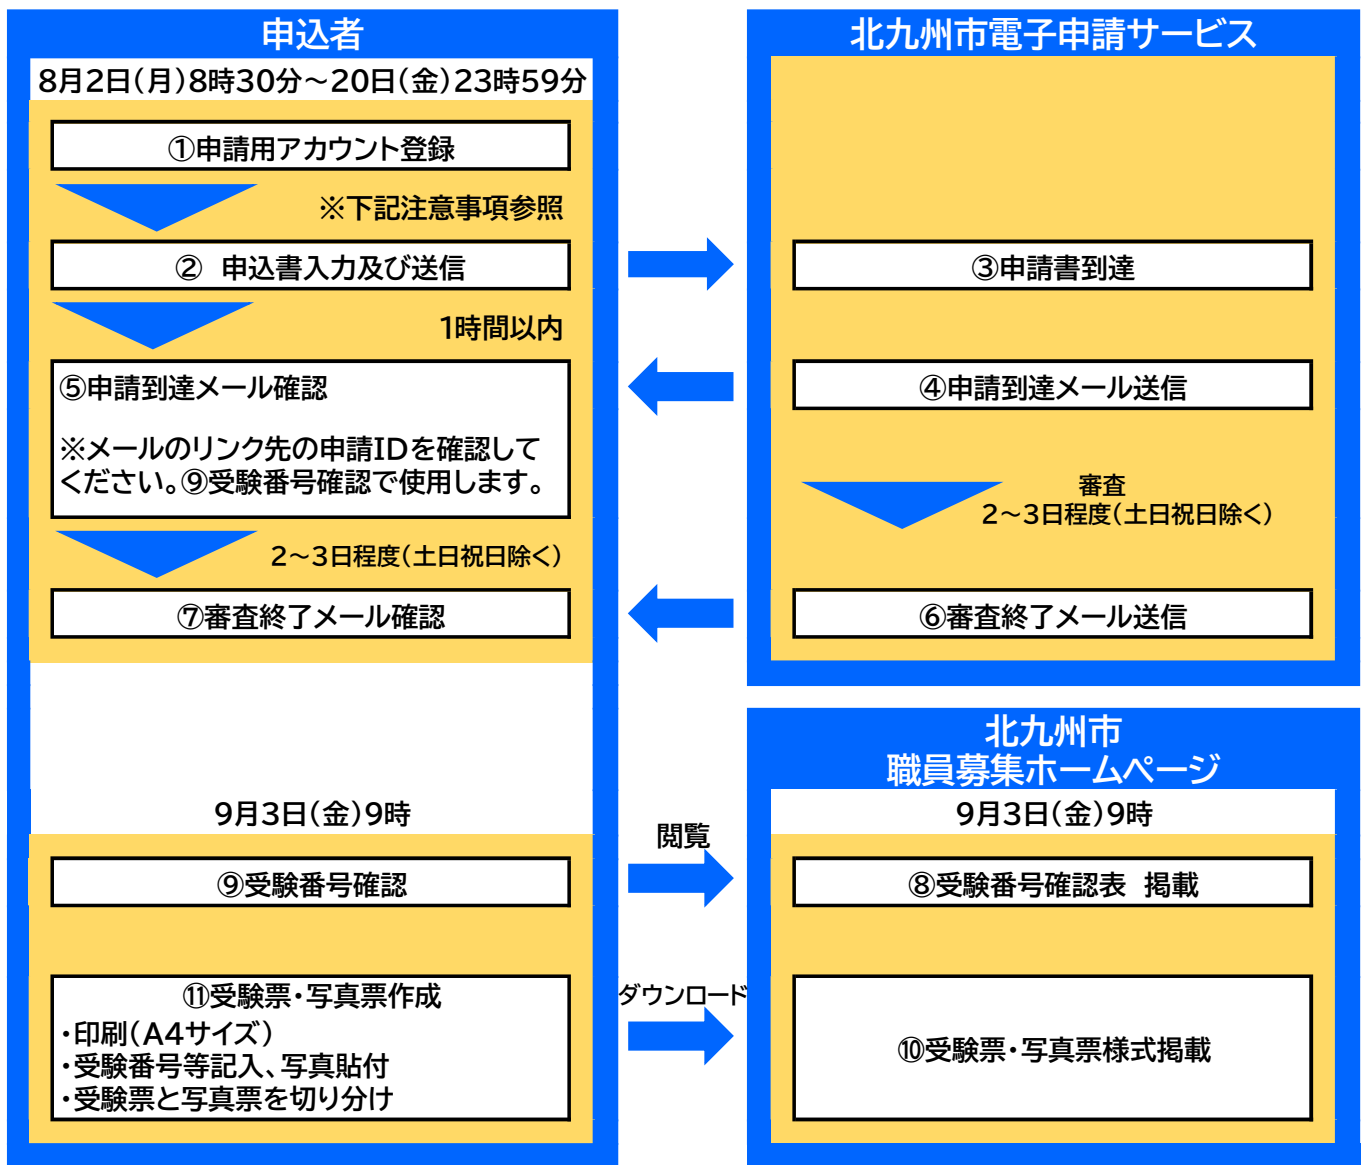 申込者
8月2日(月)8時30分～20日(金)23時59分
①申請用アカウント登録
※下記注意事項参照
② 申込書入力及び送信
1時間以内
⑤申請到達メール確認
※メールのリンク先の申請IDを確認して
ください。⑨受験番号確認で使用します。
2～3日程度(土日祝日除く)
⑦審査終了メール確認
9月3日(金)9時
⑨受験番号確認
⑪受験票・写真票作成
・印刷(A4サイズ)
・受験番号等記入、写真貼付
・受験票と写真票を切り分け
閲覧
ダウンロード
北九州市電子申請サービス
③申請書到達
④申請到達メール送信
審査
2～3日程度(土日祝日除く)
⑥審査終了メール送信
北九州市
職員募集ホームページ
9月3日(金)9時
⑧受験番号確認表 掲載
⑩受験票・写真票様式掲載